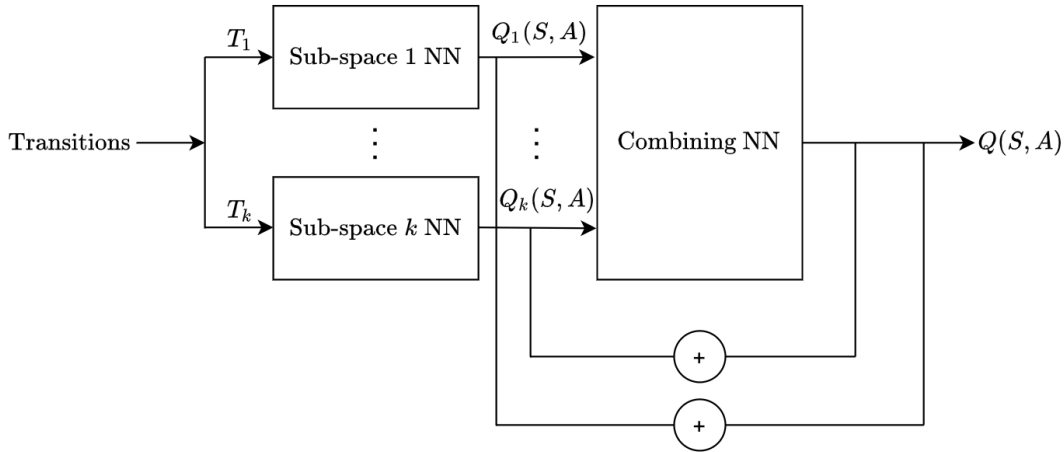 T₁
Sub-space 1 NN
Q₁(S, A)
Transitions
⋮
⋮
Combining NN
Q(S, A)
Tₖ
Sub-space k NN
Qₖ(S, A)
+
+